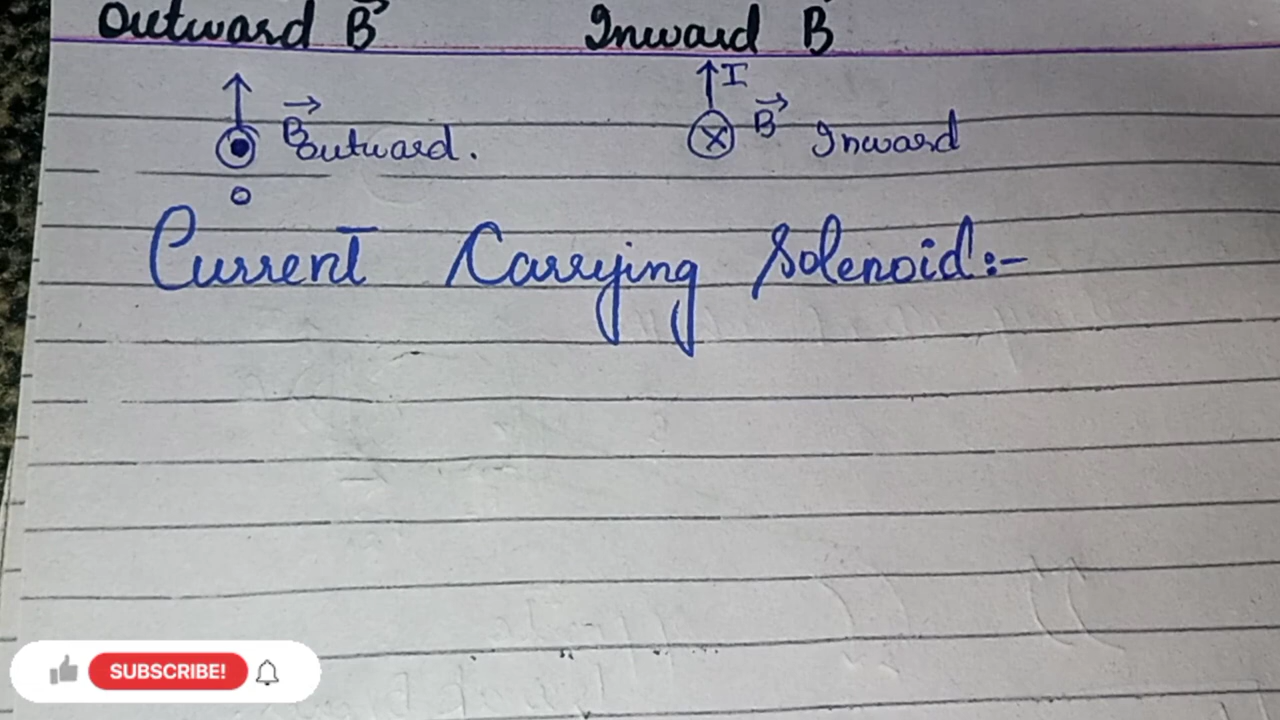 Outward B
Inward B
B outward.
I
B Inward
Current Carrying Solenoid:-
SUBSCRIBE!